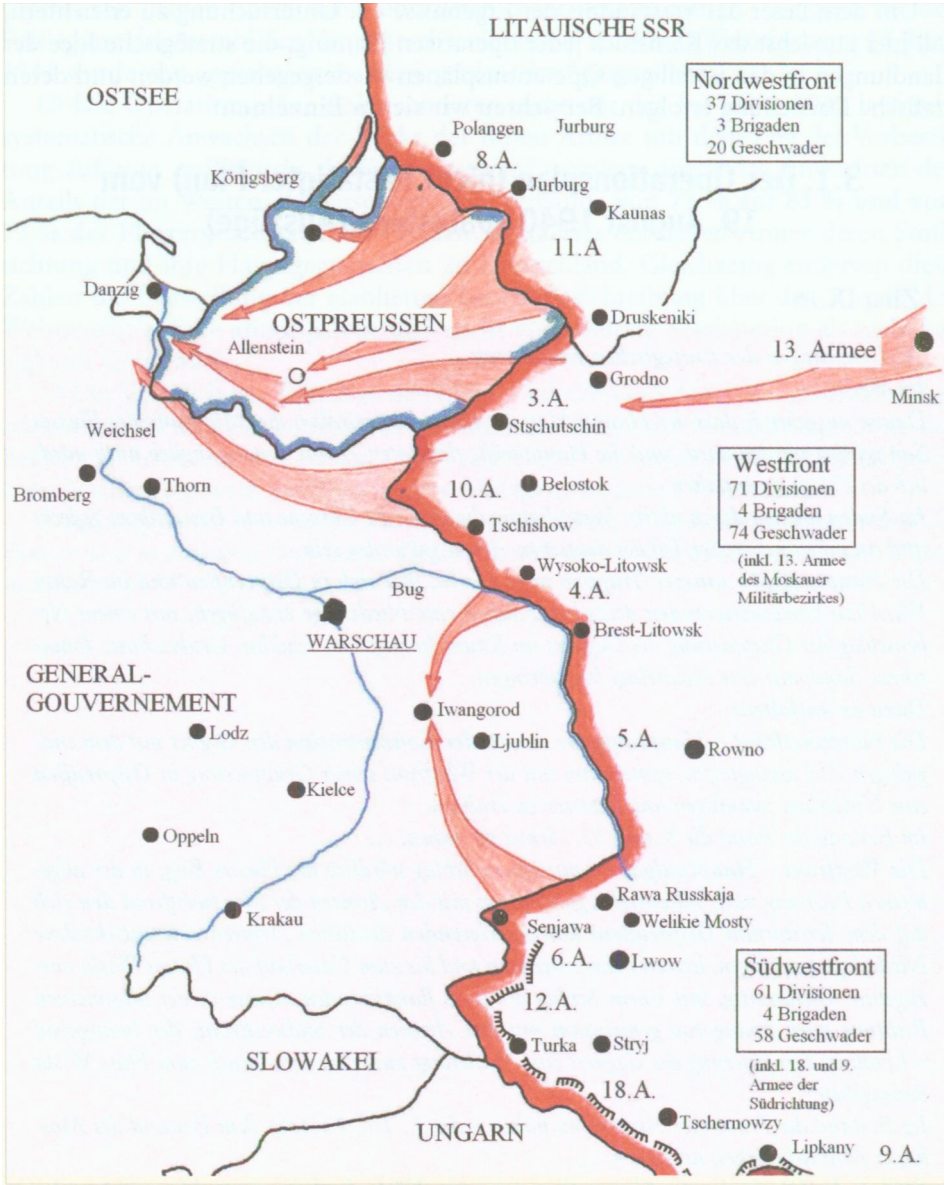 LITAUISCHE SSR
OSTSEE
Nordwestfront
37 Divisionen
3 Brigaden
20 Geschwader
Polangen
Jurburg
8.A.
Königsberg
Jurburg
Kaunas
11.A.
Danzig
OSTPREUSSEN
Druskeniki
Allenstein
13. Armee
Grodno
Minsk
3.A.
Stschutschin
Weichsel
Westfront
71 Divisionen
4 Brigaden
74 Geschwader
(inkl. 13. Armee
des Moskauer
Militärbezirkes)
Bromberg
Thorn
10.A.
Belostok
Tschishow
Wysoko-Litowsk
Bug
4.A.
Brest-Litowsk
WARSCHAU
GENERAL-
GOUVERNEMENT
Iwangorod
Lodz
Ljublin
5.A.
Rowno
Kielce
Oppeln
Rawa Russkaja
Krakau
Senjawa
Welikie Mosty
6.A.
Lwow
Südwestfront
61 Divisionen
4 Brigaden
58 Geschwader
(inkl. 18. und 9.
Armee der
Südrichtung)
12.A.
Turka
Stryj
SLOWAKEI
18.A.
Tschernowzy
UNGARN
Lipkany
9.A.